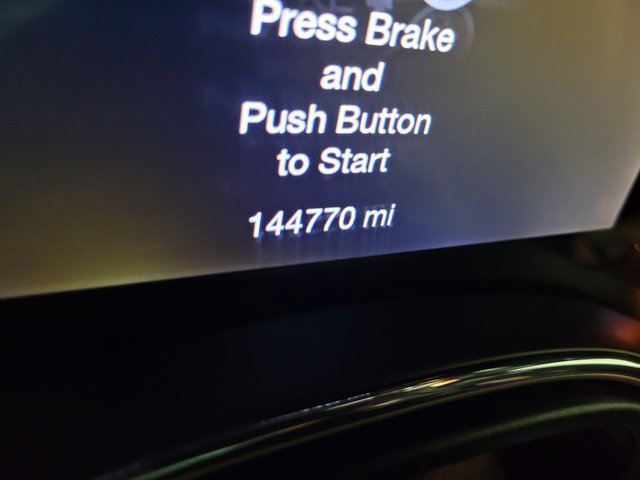 Press Brake
and
Push Button
to Start
144770 mi